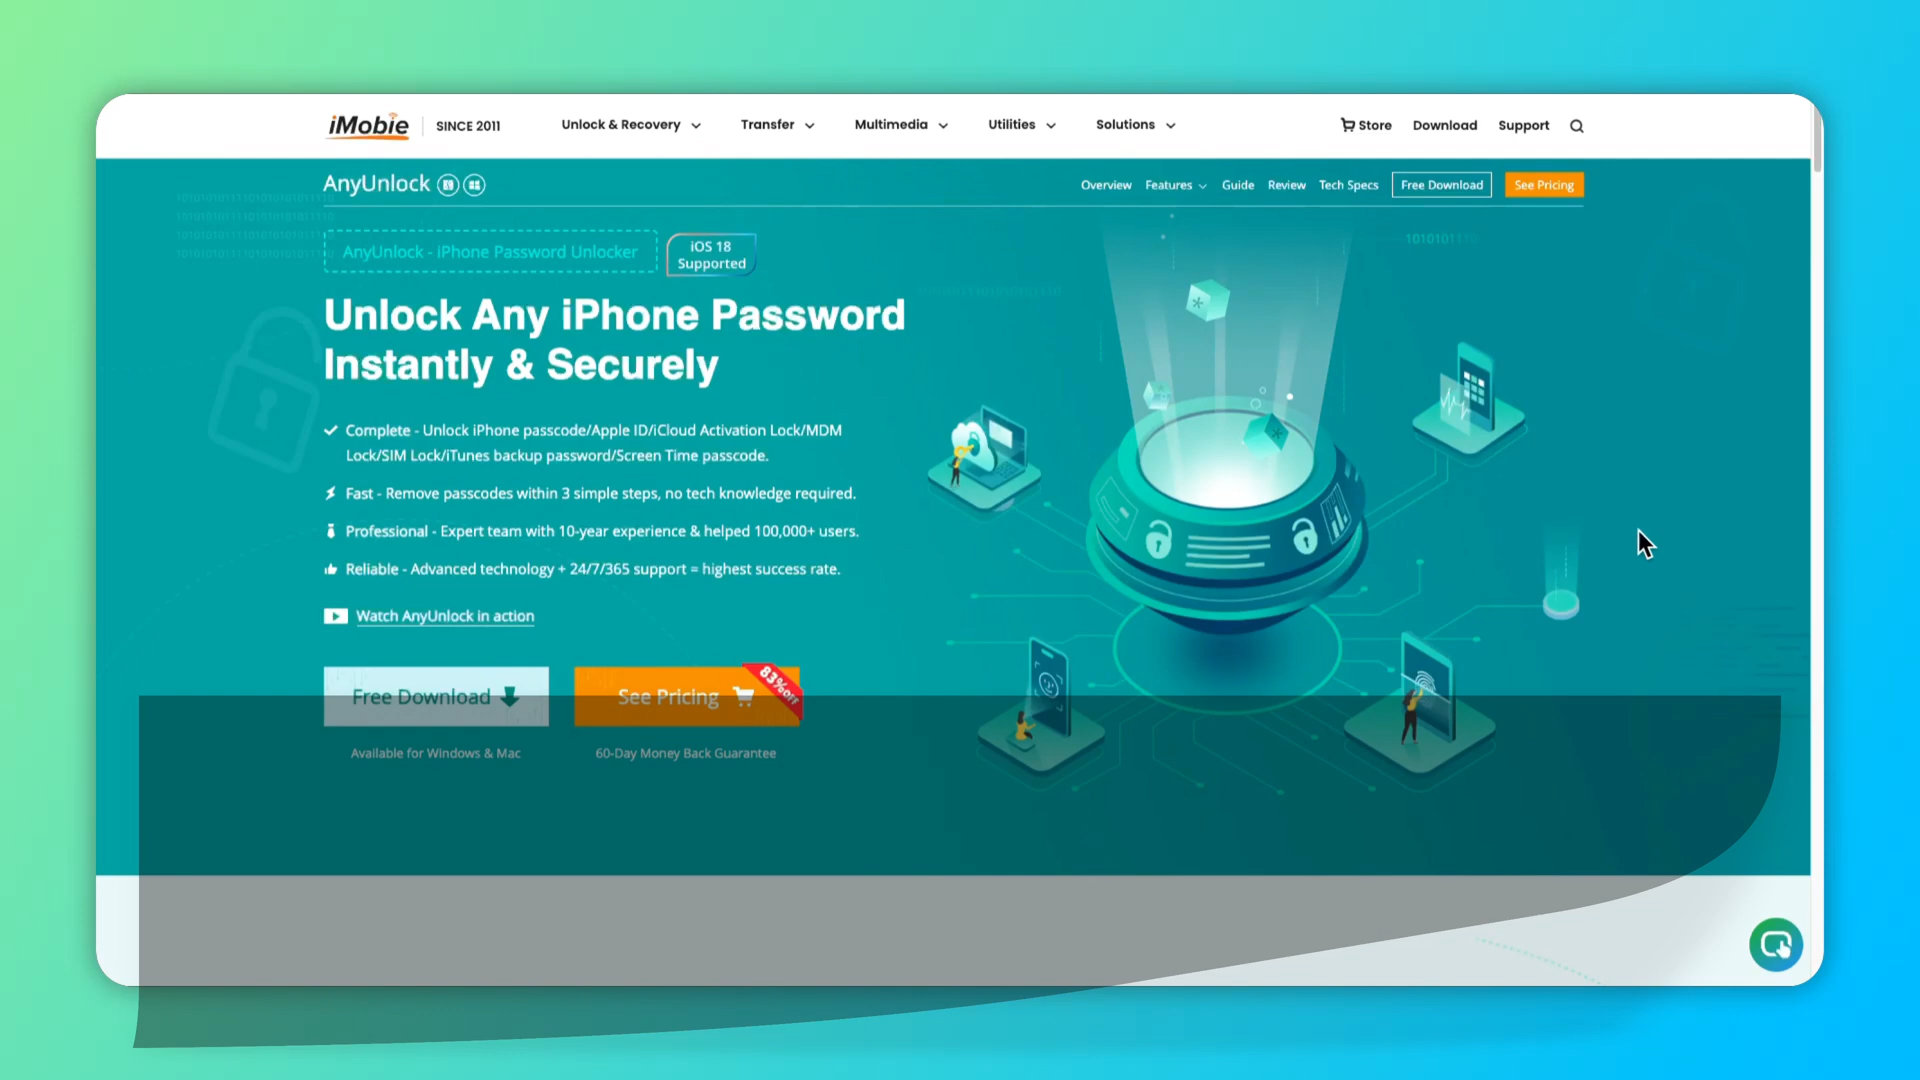 iMobie SINCE 2011 Unlock & Recovery Transfer Multimedia Utilities Solutions Store Download Support
AnyUnlock Overview Features Guide Review Tech Specs Free Download See Pricing
AnyUnlock - iPhone Password Unlocker
iOS 18
Supported
Unlock Any iPhone Password
Instantly & Securely
Complete - Unlock iPhone passcode/Apple ID/iCloud Activation Lock/MDM
Lock/SIM Lock/iTunes backup password/Screen Time passcode.
Fast - Remove passcodes within 3 simple steps, no tech knowledge required.
Professional - Expert team with 10-year experience & helped 100,000+ users.
Reliable - Advanced technology + 24/7/365 support = highest success rate.
Watch AnyUnlock in action
Free Download See Pricing 83%OFF
Available for Windows & Mac 60-Day Money Back Guarantee